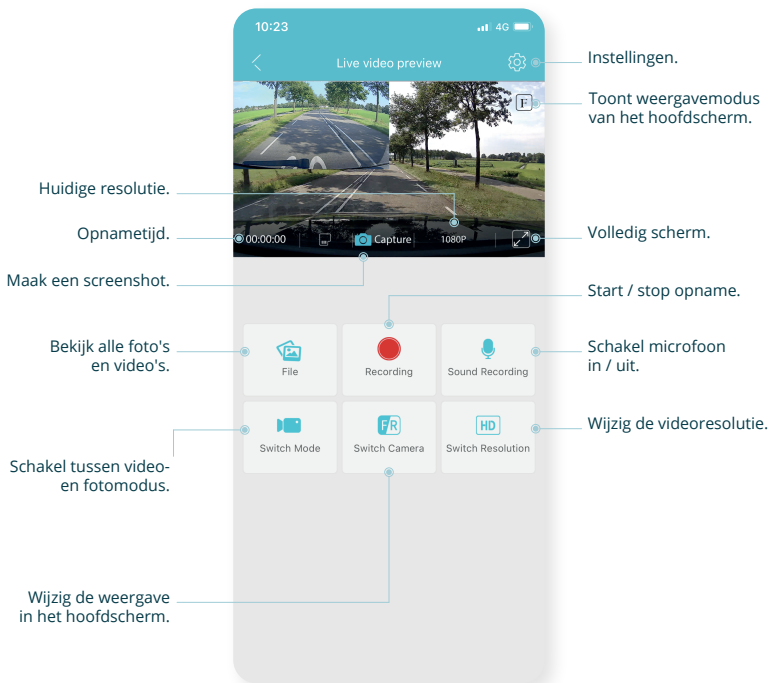 10:23
4G
Live video preview
Instellingen.
F
Toont weergavemodus
van het hoofdscherm.
Huidige resolutie.
Opnametijd.
00:00:00
Capture
1080P
Volledig scherm.
Maak een screenshot.
Start / stop opname.
Bekijk alle foto's
en video's.
File
Recording
Sound Recording
Schakel microfoon
in / uit.
F/R
HD
Switch Mode
Switch Camera
Switch Resolution
Wijzig de videoresolutie.
Schakel tussen video-
en fotomodus.
Wijzig de weergave
in het hoofdscherm.